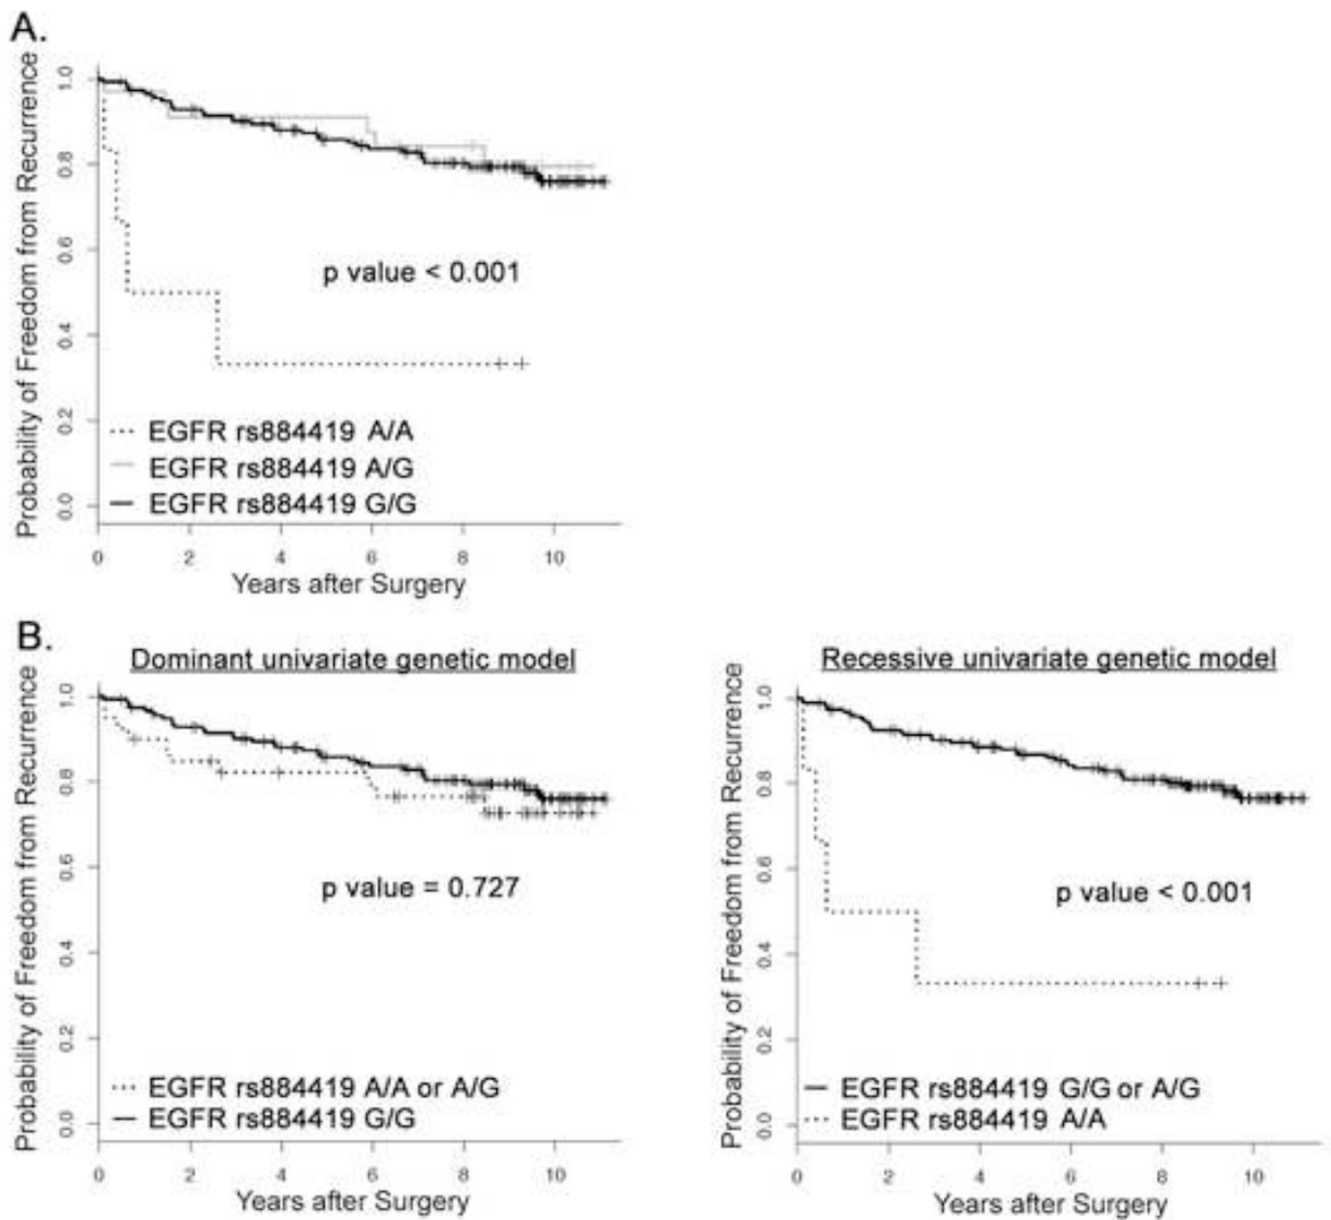 A.
Probability of Freedom from Recurrence
1.0
0.8
0.6
0.4
0.2
0.0
p value < 0.001
EGFR rs884419 A/A
EGFR rs884419 A/G
EGFR rs884419 G/G
0 2 4 6 8 10
Years after Surgery
B.
Dominant univariate genetic model
Probability of Freedom from Recurrence
1.0
0.8
0.6
0.4
0.2
0.0
p value = 0.727
EGFR rs884419 A/A or A/G
EGFR rs884419 G/G
0 2 4 6 8 10
Years after Surgery
Recessive univariate genetic model
Probability of Freedom from Recurrence
1.0
0.8
0.6
0.4
0.2
0.0
p value < 0.001
EGFR rs884419 G/G or A/G
EGFR rs884419 A/A
0 2 4 6 8 10
Years after Surgery